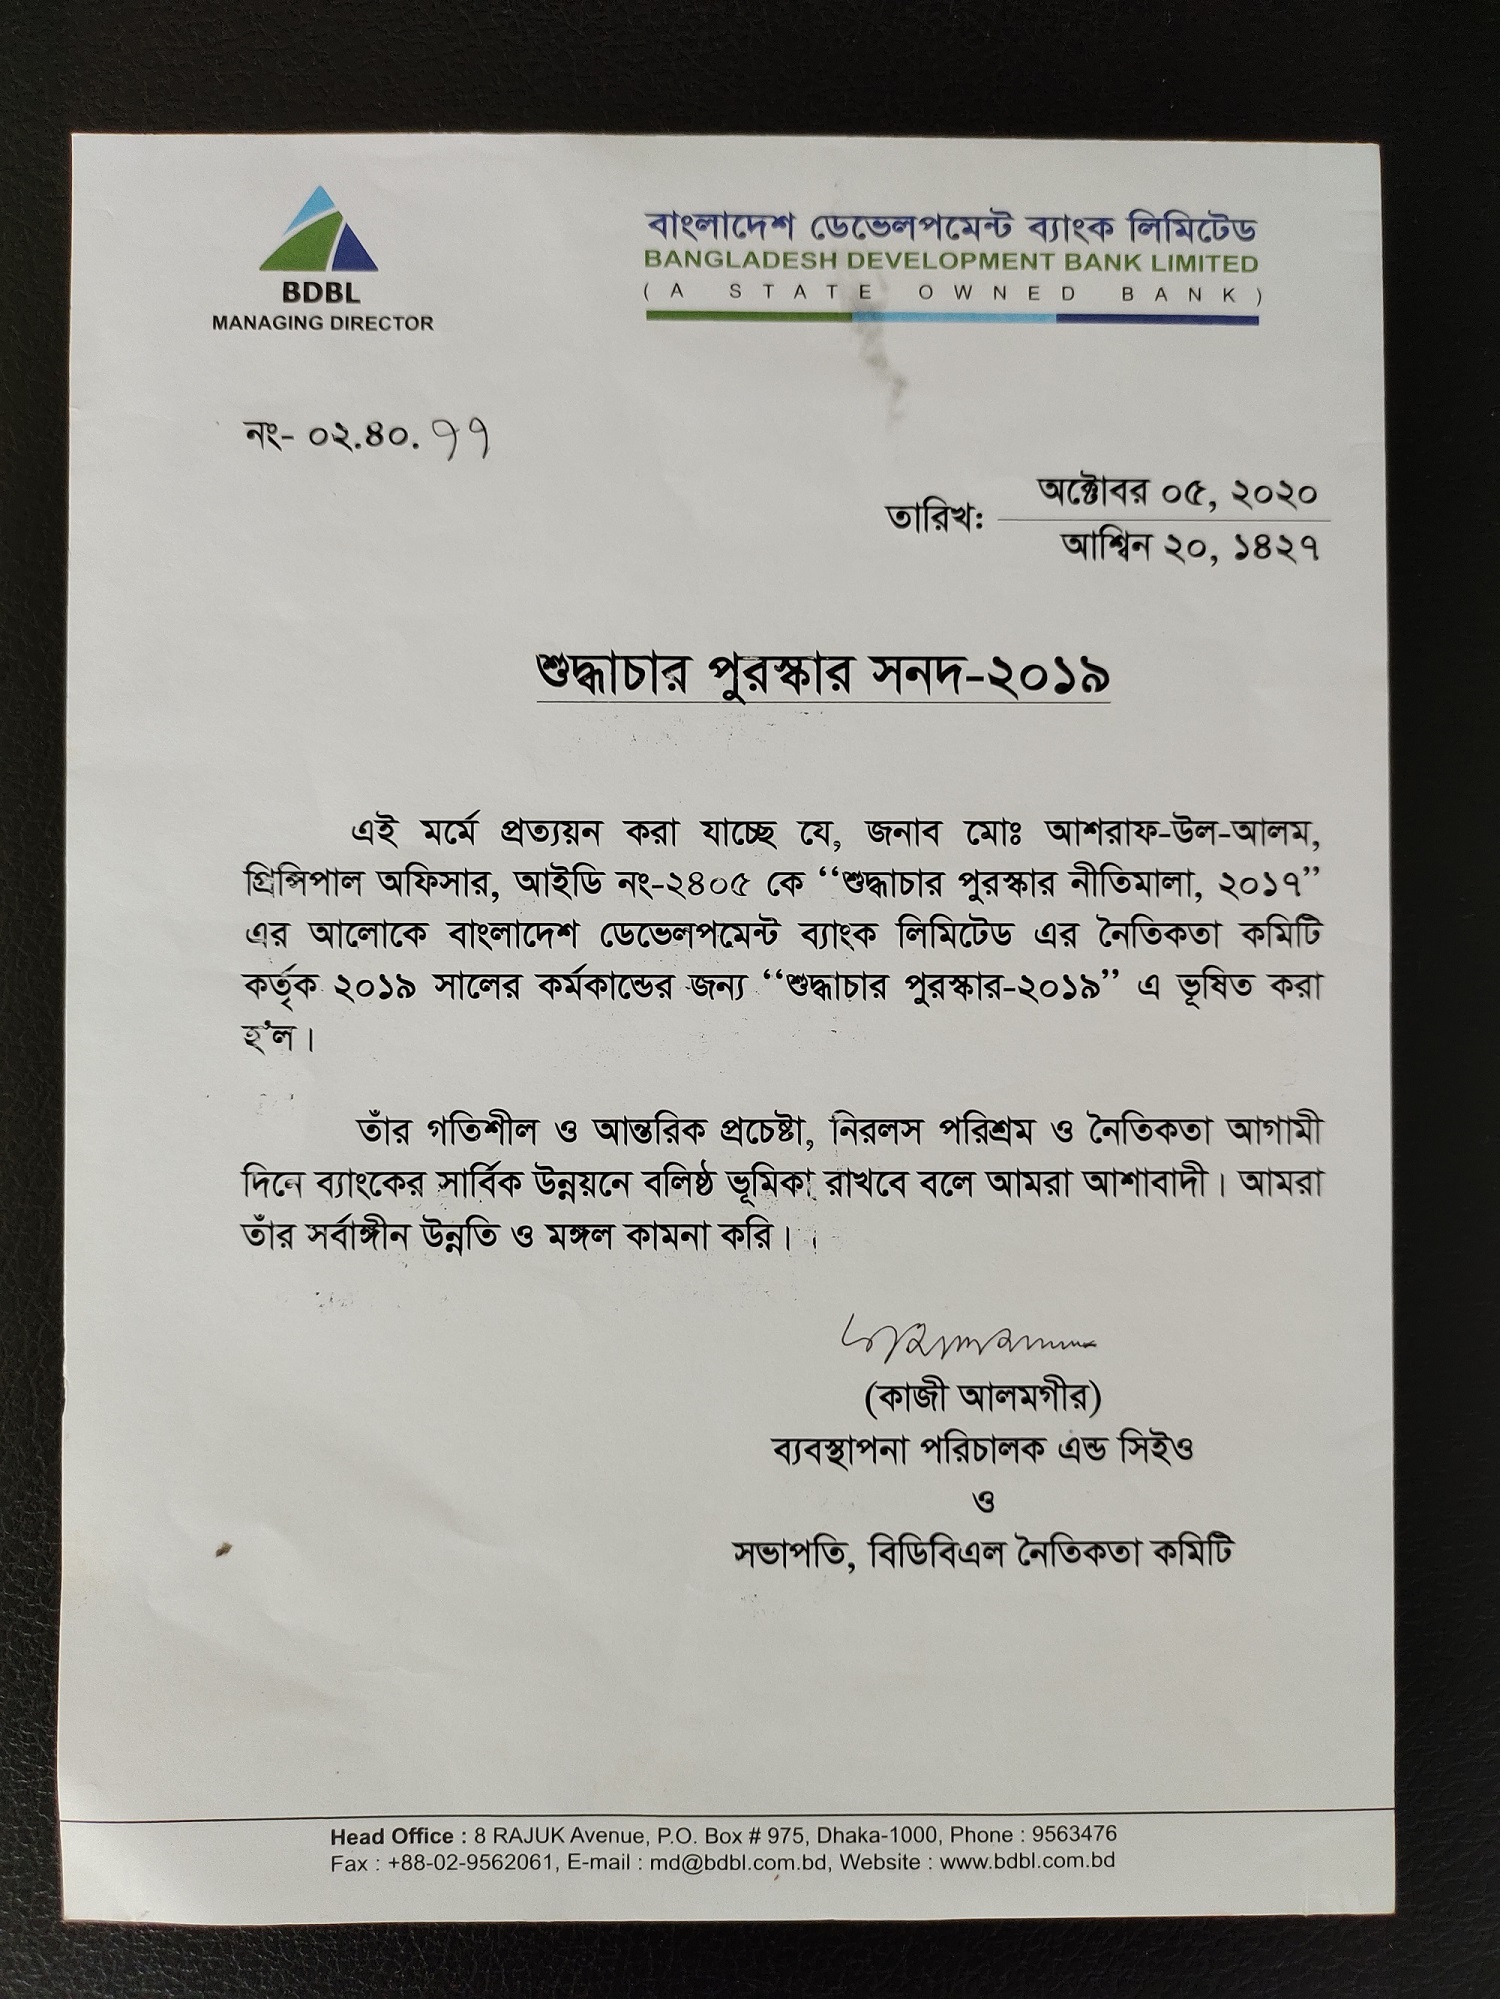 BDBL
MANAGING DIRECTOR
বাংলাদেশ ডেভেলপমেন্ট ব্যাংক লিমিটেড
BANGLADESH DEVELOPMENT BANK LIMITED
(A STATE OWNED BANK)
নং- ০২.৪০.৭৭
অক্টোবর ০৫, ২০২০
তারিখ:
আশ্বিন ২০, ১৪২৭
শুদ্ধাচার পুরস্কার সনদ-২০১৯
এই মর্মে প্রত্যয়ন করা যাচ্ছে যে, জনাব মোঃ আশরাফ-উল-আলম,
প্রিন্সিপাল অফিসার, আইডি নং-২৪০৫ কে “শুদ্ধাচার পুরস্কার নীতিমালা, ২০১৭”
এর আলোকে বাংলাদেশ ডেভেলপমেন্ট ব্যাংক লিমিটেড এর নৈতিকতা কমিটি
কর্তৃক ২০১৯ সালের কর্মকান্ডের জন্য “শুদ্ধাচার পুরস্কার-২০১৯” এ ভূষিত করা
হ'ল।
তাঁর গতিশীল ও আন্তরিক প্রচেষ্টা, নিরলস পরিশ্রম ও নৈতিকতা আগামী
দিনে ব্যাংকের সার্বিক উন্নয়নে বলিষ্ঠ ভূমিকা রাখবে বলে আমরা আশাবাদী। আমরা
তাঁর সর্বাঙ্গীন উন্নতি ও মঙ্গল কামনা করি।
(কাজী আলমগীর)
ব্যবস্থাপনা পরিচালক এন্ড সিইও
ও
সভাপতি, বিডিবিএল নৈতিকতা কমিটি
Head Office : 8 RAJUK Avenue, P.O. Box # 975, Dhaka-1000, Phone : 9563476
Fax : +88-02-9562061, E-mail : md@bdbl.com.bd, Website : www.bdbl.com.bd